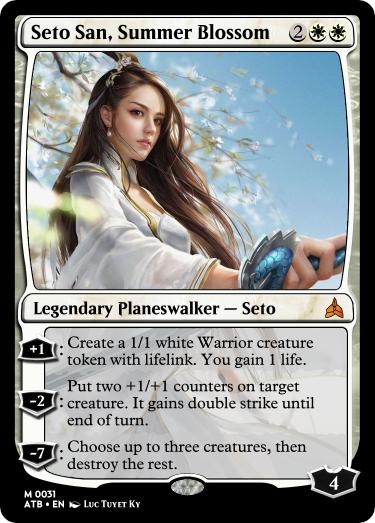 Seto San, Summer Blossom 2
Legendary Planeswalker — Seto
+1: Create a 1/1 white Warrior creature
token with lifelink. You gain 1 life.
-2: Put two +1/+1 counters on target
creature. It gains double strike until
end of turn.
-7: Choose up to three creatures, then
destroy the rest.
4
M 0031
ATB • EN Luc Tuyet Ky